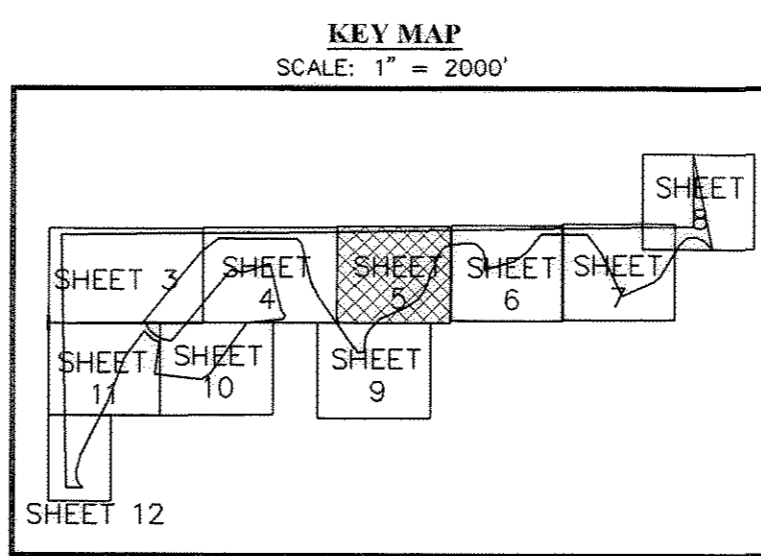 KEY MAP
SCALE: 1" = 2000'
SHEET
8
SHEET 3
SHEET
4
SHEET
5
SHEET
6
SHEET
7
SHEET
11
SHEET
10
SHEET
9
SHEET 12